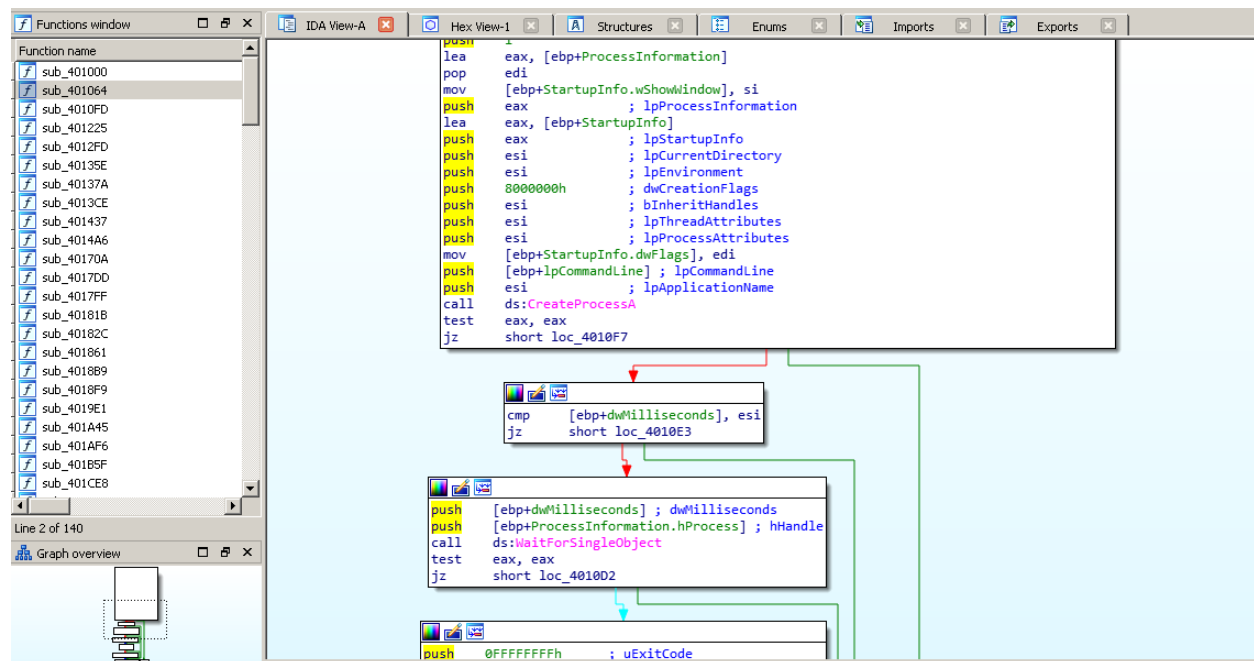 Functions window
IDA View-A
Hex View-1
Structures
Enums
Imports
Exports
Function name
sub_401000
sub_401064
sub_4010FD
sub_401225
sub_4012FD
sub_40135E
sub_40137A
sub_4013CE
sub_401437
sub_4014A6
sub_40170A
sub_4017DD
sub_4017FF
sub_40181B
sub_40182C
sub_401861
sub_4018B9
sub_4018F9
sub_4019E1
sub_401A45
sub_401AF6
sub_401B5F
sub_401CE8
Line 2 of 140
Graph overview
push 1
lea eax, [ebp+ProcessInformation]
pop edi
mov [ebp+StartupInfo.wShowWindow], si
push eax ; lpProcessInformation
lea eax, [ebp+StartupInfo]
push eax ; lpStartupInfo
push esi ; lpCurrentDirectory
push esi ; lpEnvironment
push 8000000h ; dwCreationFlags
push esi ; bInheritHandles
push esi ; lpThreadAttributes
push esi ; lpProcessAttributes
mov [ebp+StartupInfo.dwFlags], edi
push [ebp+lpCommandLine] ; lpCommandLine
push esi ; lpApplicationName
call ds:CreateProcessA
test eax, eax
jz short loc_4010F7
cmp [ebp+dwMilliseconds], esi
jz short loc_4010E3
push [ebp+dwMilliseconds] ; dwMilliseconds
push [ebp+ProcessInformation.hProcess] ; hHandle
call ds:WaitForSingleObject
test eax, eax
jz short loc_4010D2
push 0FFFFFFFFh ; uExitCode